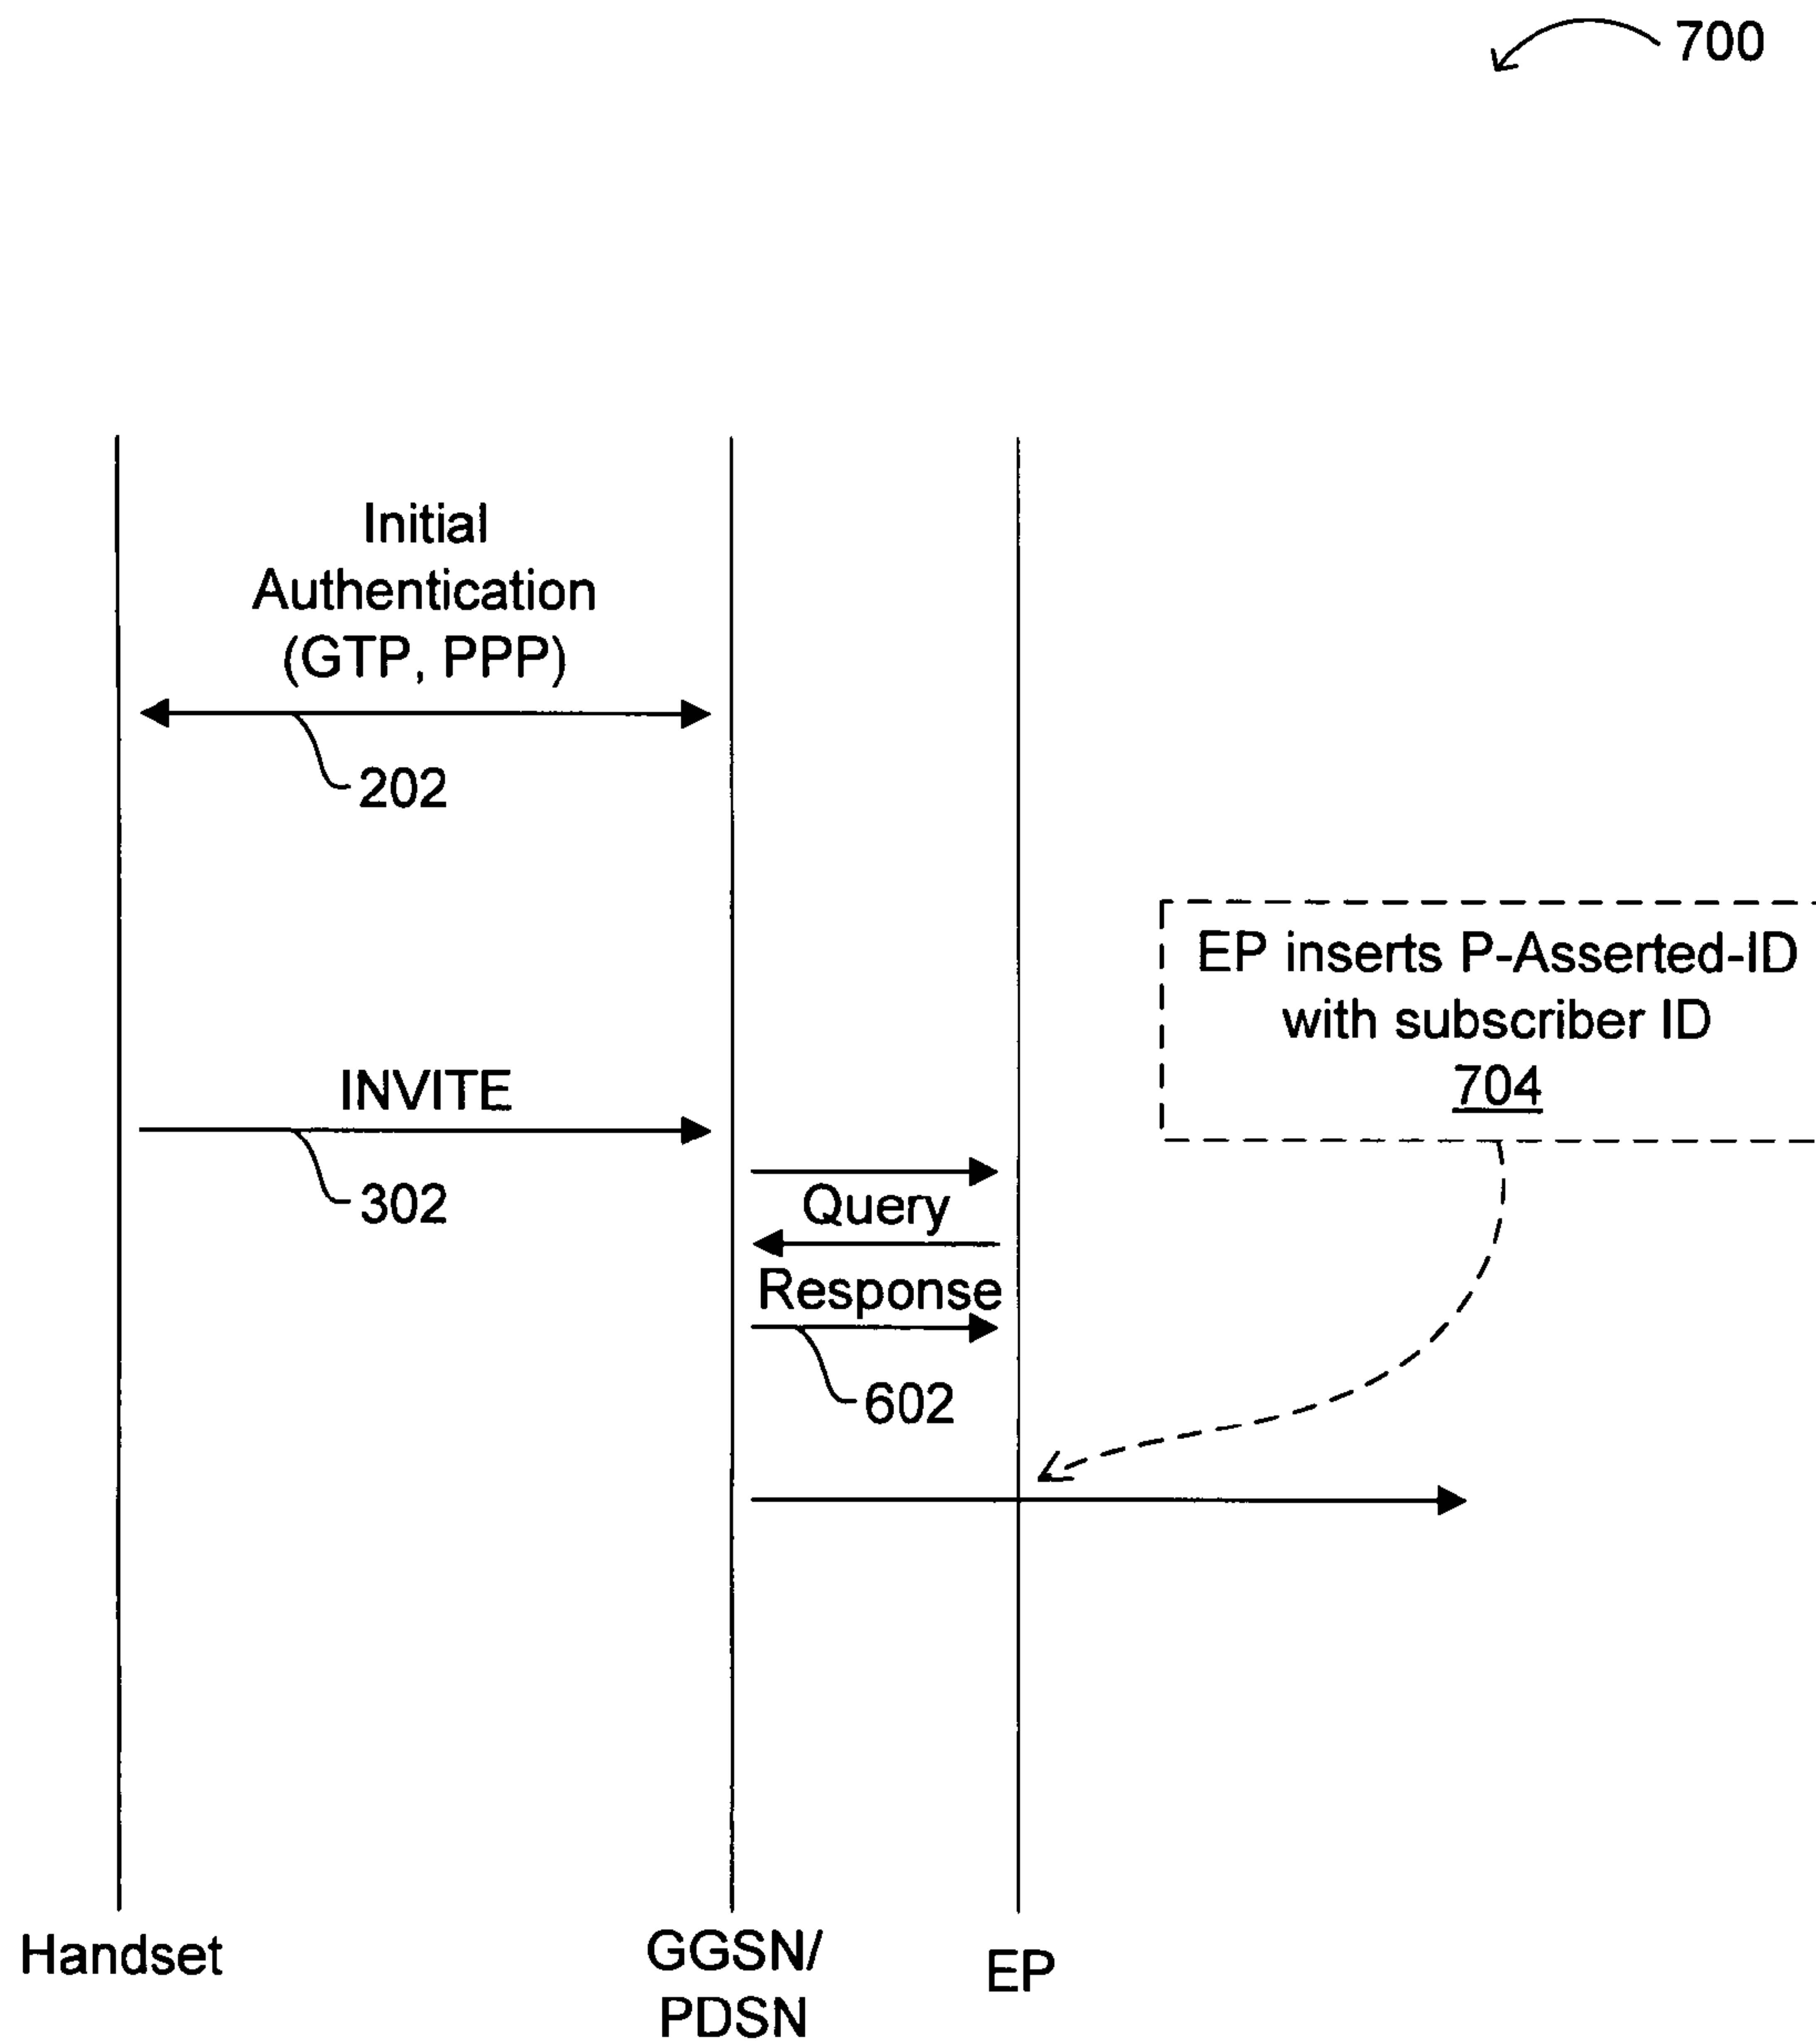 700
Initial
Authentication
(GTP, PPP)
202
EP inserts P-Asserted-ID
with subscriber ID
704
INVITE
302
Query
Response
602
Handset
GGSN/
PDSN
EP